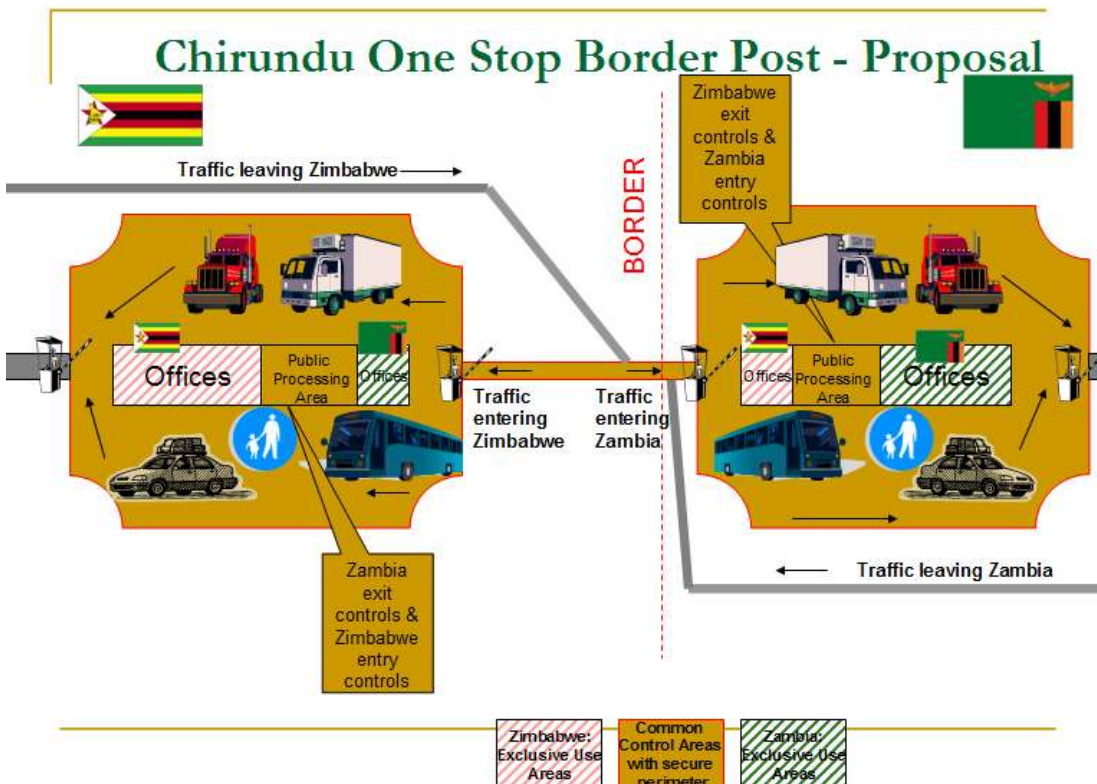 Chirundu One Stop Border Post - Proposal
Zimbabwe
exit
controls &
Zambia
entry
controls
Traffic leaving Zimbabwe
BORDER
Offices
Public
Processing
Area
Offices
Traffic
entering
Zimbabwe
Traffic
entering
Zambia
Offices
Public
Processing
Area
Offices
Zambia
exit
controls &
Zimbabwe
entry
controls
Traffic leaving Zambia
Zimbabwe:
Exclusive Use
Areas
Common
Control Areas
with secure
perimeter
Zambia:
Exclusive Use
Areas